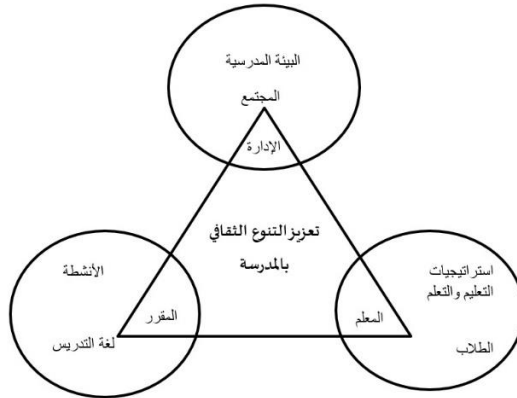 البيئة المدرسية
المجتمع
الإدارة
تعزيز التنوع الثقافي
بالمدرسة
استراتيجيات
التعليم والتعلم
المعلم
الطلاب
الأنشطة
المقرر
لغة التدريس